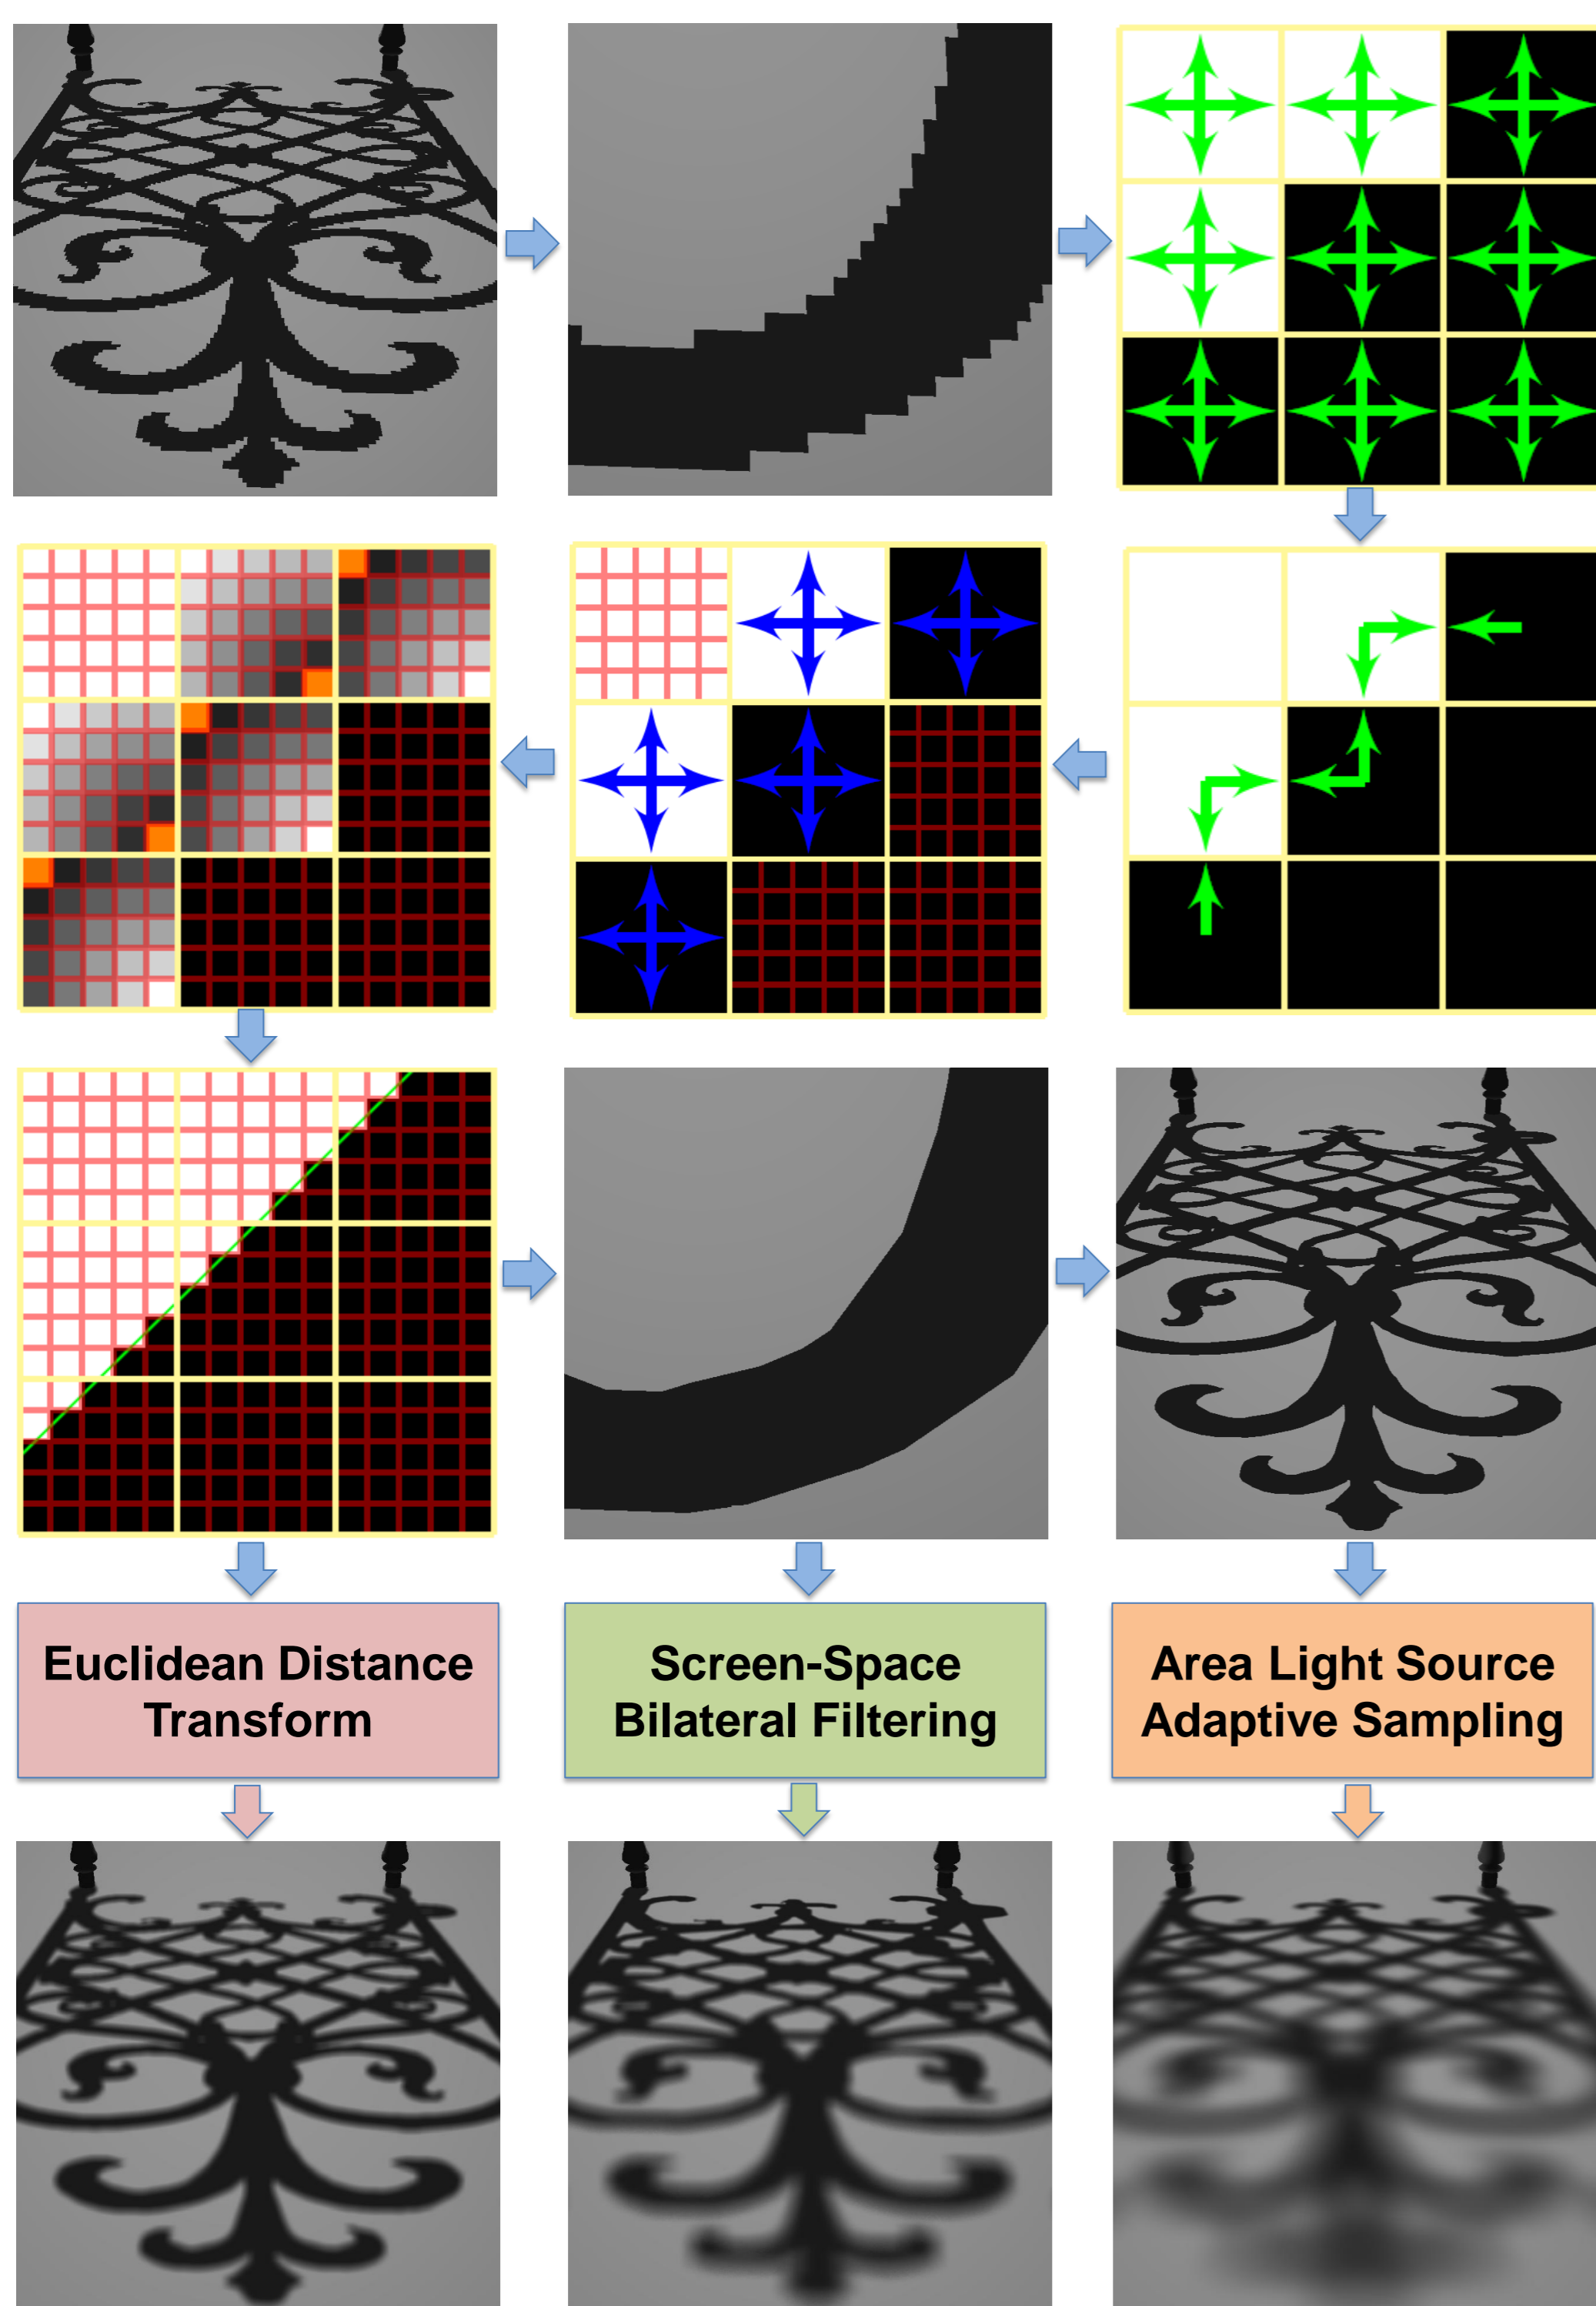 Euclidean Distance
Transform
Screen-Space
Bilateral Filtering
Area Light Source
Adaptive Sampling